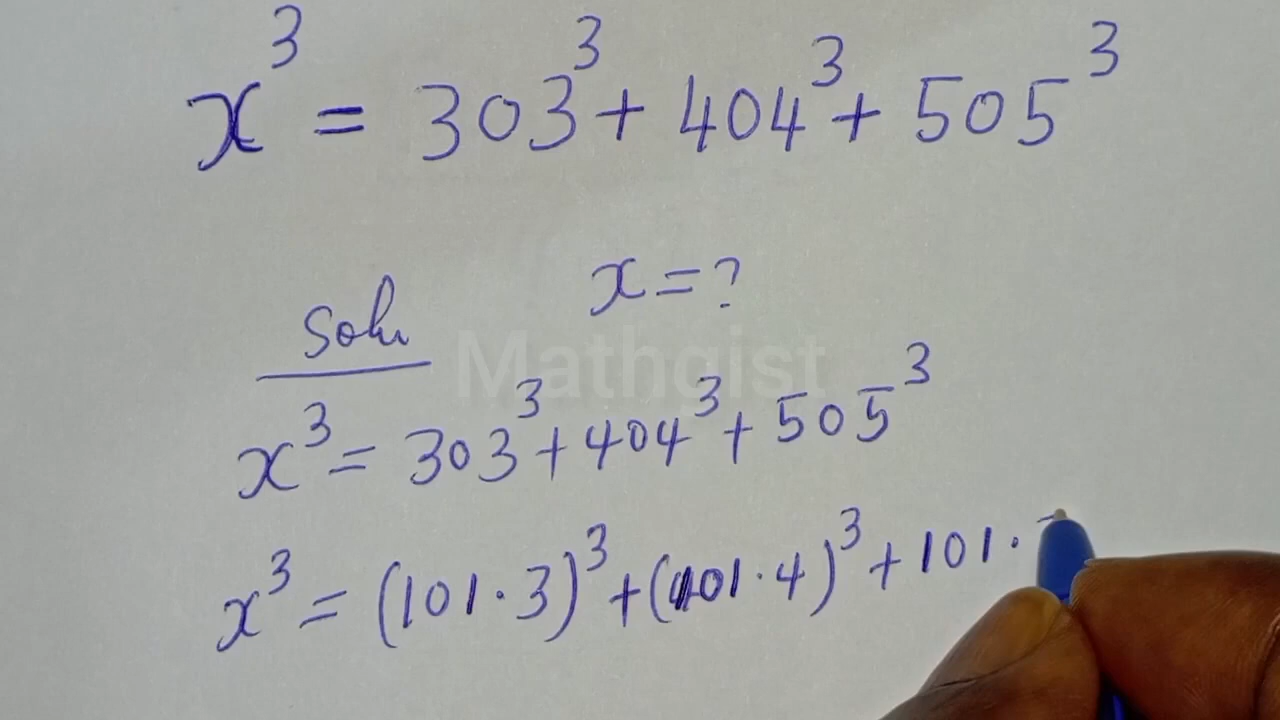 x³ = 303³ + 404³ + 505³
x = ?
Soln
Mathgist
x³ = 303³ + 404³ + 505³
x³ = (101·3)³ + (101·4)³ + 101·